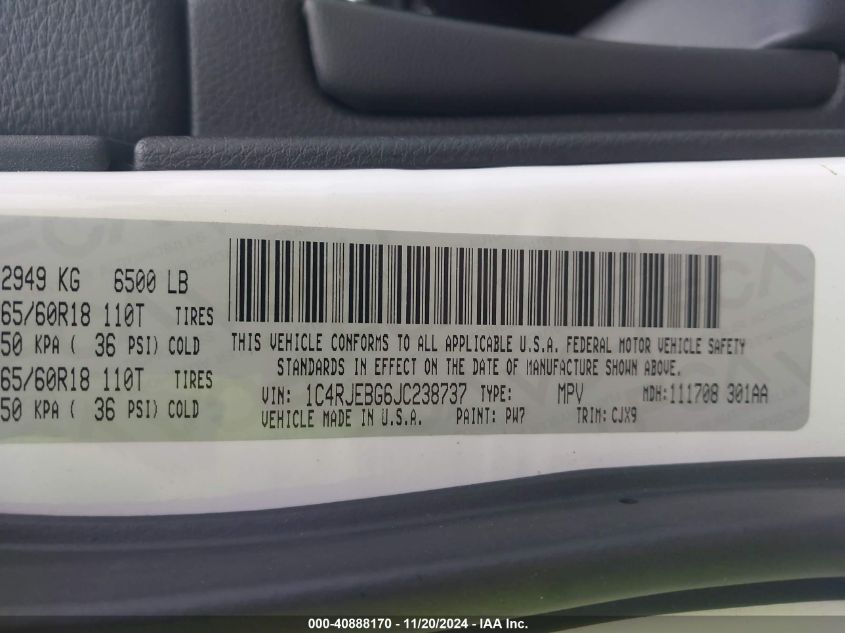 2949 KG 6500 LB
65/60R18 110T TIRES
50 KPA ( 36 PSI) COLD
65/60R18 110T TIRES
50 KPA ( 36 PSI) COLD
THIS VEHICLE CONFORMS TO ALL APPLICABLE U.S.A. FEDERAL MOTOR VEHICLE SAFETY
STANDARDS IN EFFECT ON THE DATE OF MANUFACTURE SHOWN ABOVE.
VIN: 1C4RJEBG6JC238737 TYPE: MPV MDH:111708 301AA
VEHICLE MADE IN U.S.A. PAINT: PW7 TRIM: CJX9
000-40888170 - 11/20/2024 - IAA Inc.